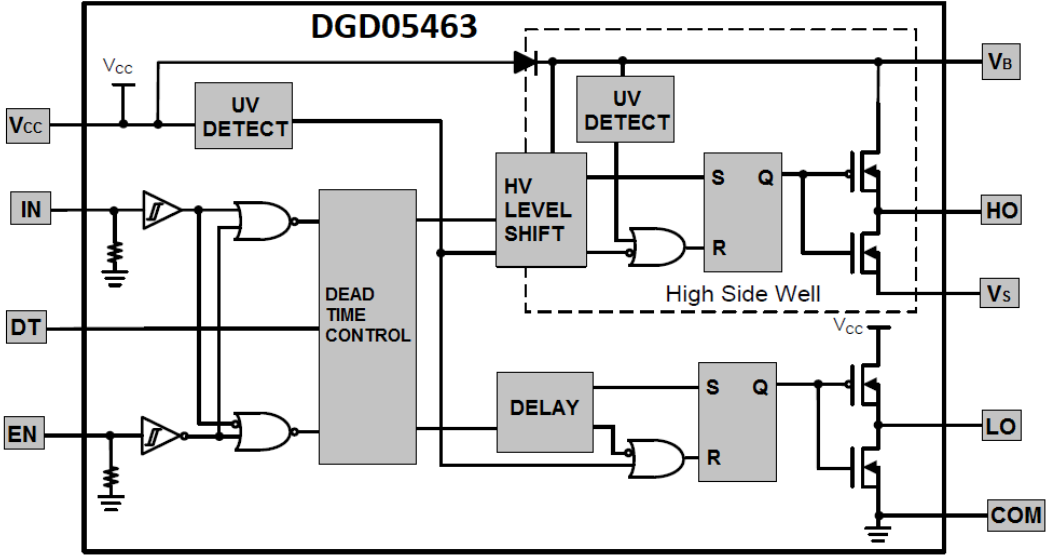 DGD05463
VCC
VCC
UV
DETECT
UV
DETECT
VB
IN
HV
LEVEL
SHIFT
S
Q
R
HO
High Side Well
VS
DT
DEAD
TIME
CONTROL
VCC
EN
DELAY
S
Q
R
LO
COM